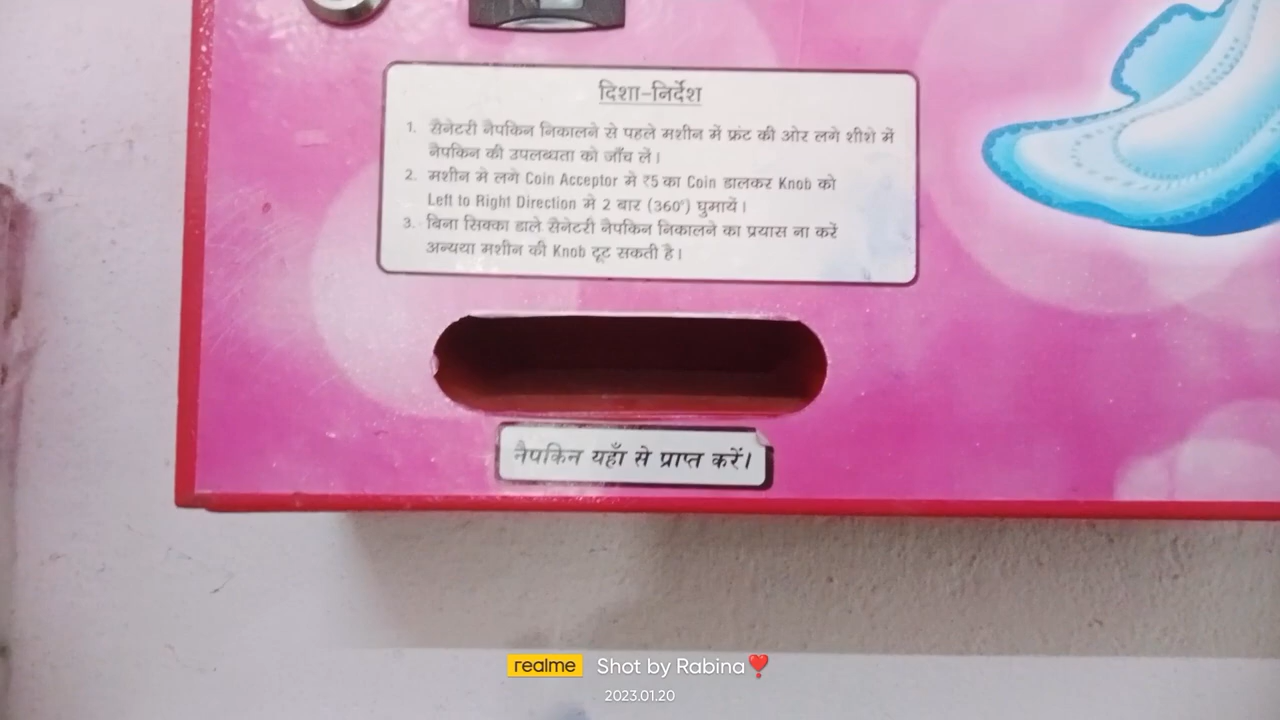 दिशा-निर्देश
1. सैनेटरी नैपकिन निकालने से पहले मशीन में फ्रंट की ओर लगे शीशे में
नैपकिन की उपलब्धता को जाँच लें।
2. मशीन मे लगे Coin Acceptor मे ₹5 का Coin डालकर Knob को
Left to Right Direction मे 2 बार (360°) घुमायें।
3. बिना सिक्का डाले सैनेटरी नैपकिन निकालने का प्रयास ना करें
अन्यथा मशीन की Knob टूट सकती है।
नैपकिन यहाँ से प्राप्त करें।
realme Shot by Rabina❣️
2023.01.20